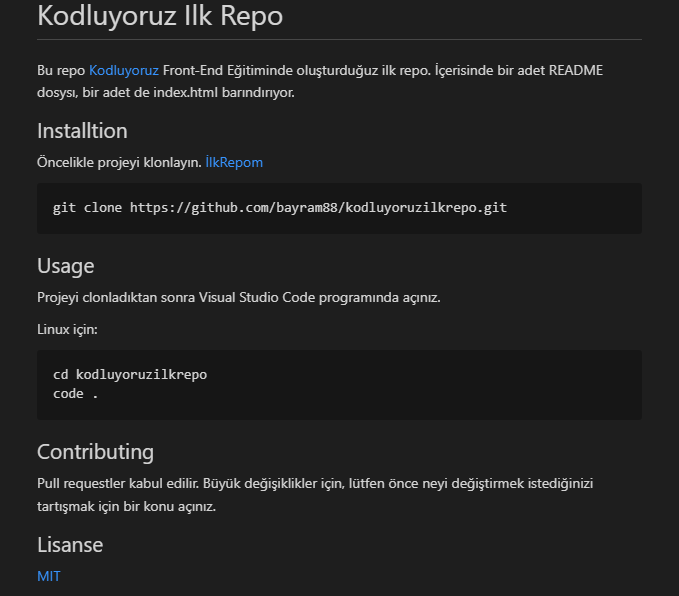 Kodluyoruz Ilk Repo
Bu repo Kodluyoruz Front-End Eğitiminde oluşturduğuz ilk repo. İçerisinde bir adet README
dosysı, bir adet de index.html barındırıyor.
Installtion
Öncelikle projeyi klonlayın. İlkRepom
git clone https://github.com/bayram88/kodluyoruzilkrepo.git
Usage
Projeyi clonladıktan sonra Visual Studio Code programında açınız.
Linux için:
cd kodluyoruzilkrepo
code .
Contributing
Pull requestler kabul edilir. Büyük değişiklikler için, lütfen önce neyi değiştirmek istediğinizi
tartışmak için bir konu açınız.
Lisanse
MIT